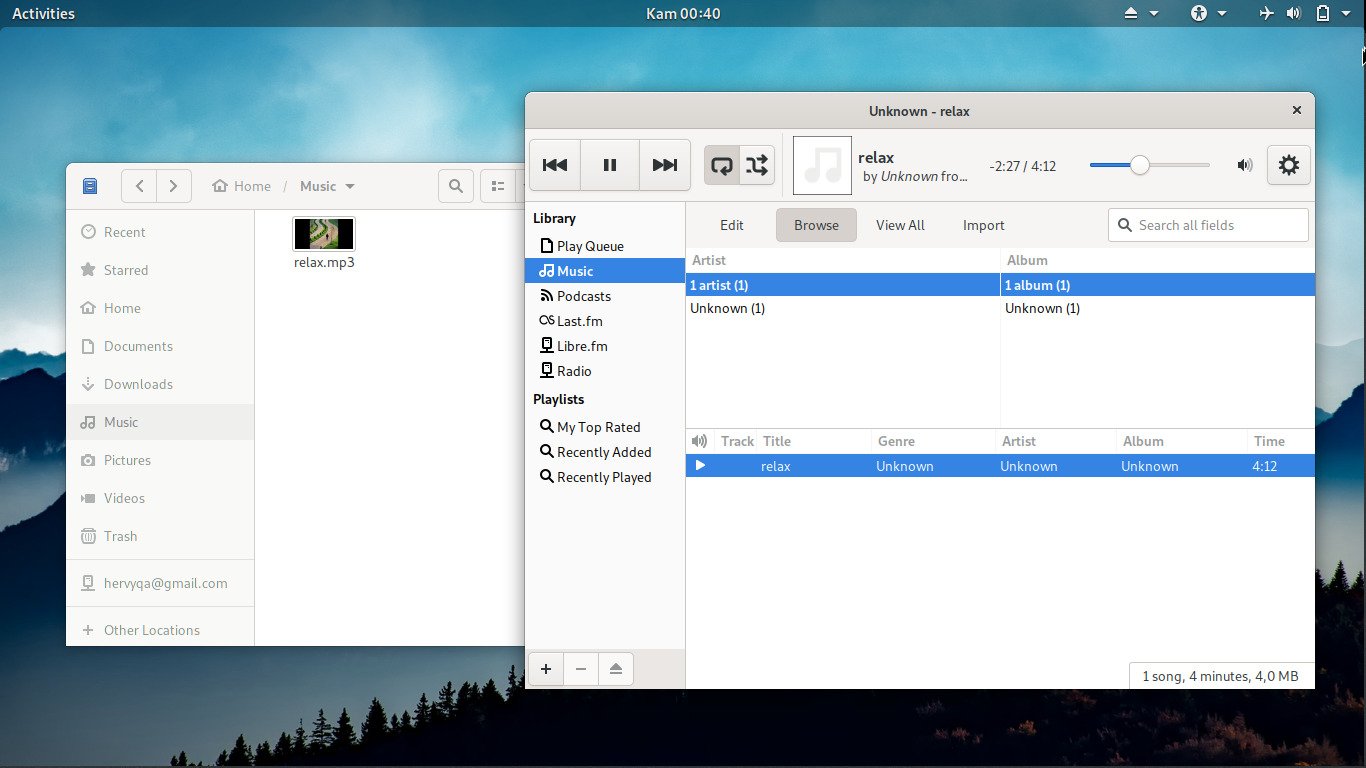 Activities
Kam 00:40
Home / Music
Recent
Starred
Home
Documents
Downloads
Music
Pictures
Videos
Trash
hervyqa@gmail.com
+ Other Locations
relax.mp3
Unknown - relax
relax
by Unknown fro...
-2:27 / 4:12
Library
Play Queue
Music
Podcasts
Last.fm
Libre.fm
Radio
Playlists
My Top Rated
Recently Added
Recently Played
Edit Browse View All Import Search all fields
Artist Album
1 artist (1) 1 album (1)
Unknown (1) Unknown (1)
Track Title Genre Artist Album Time
relax Unknown Unknown Unknown 4:12
1 song, 4 minutes, 4,0 MB